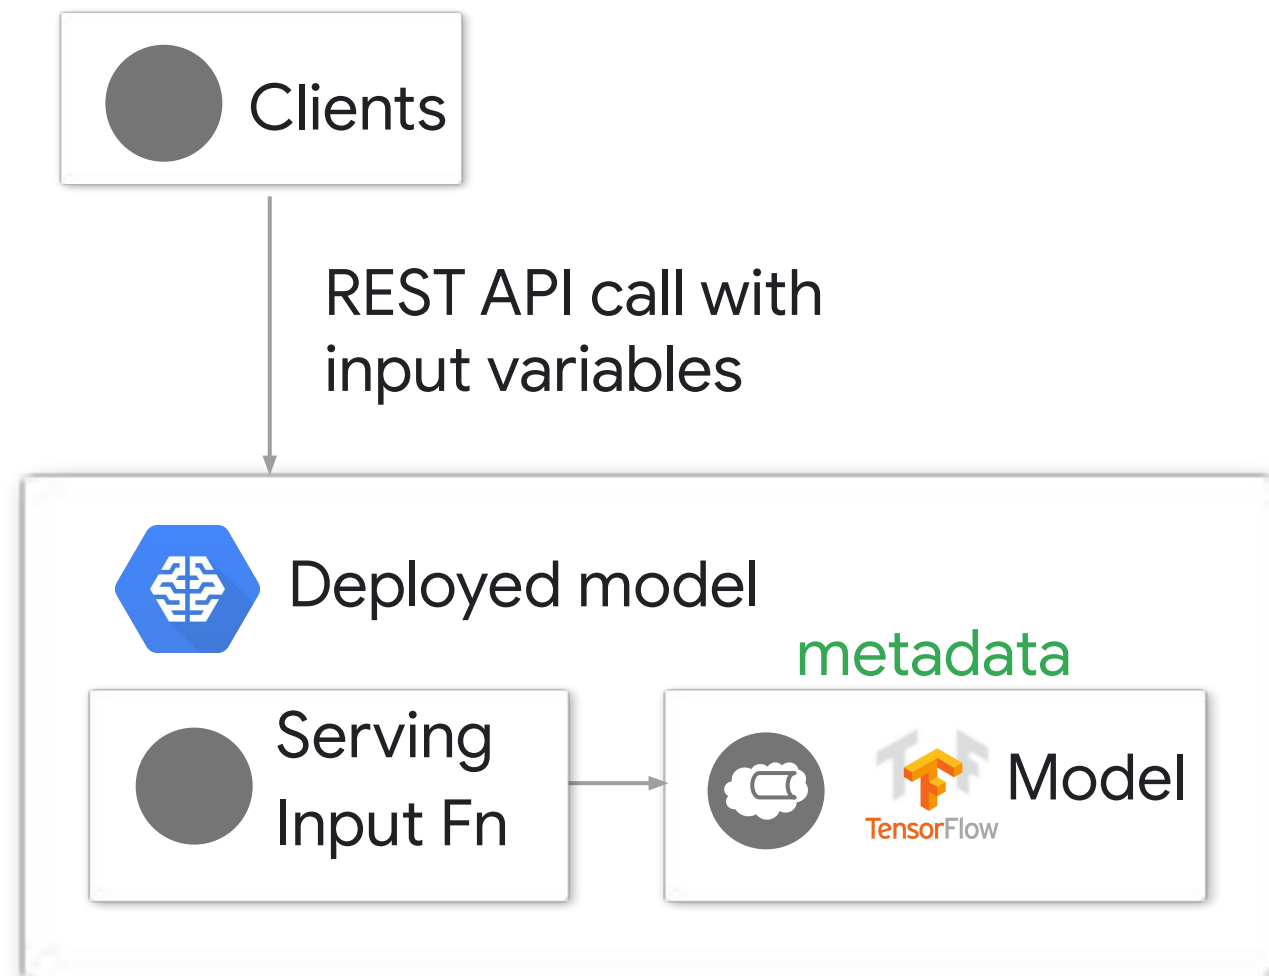 Clients
REST API call with
input variables
Deployed model
metadata
Serving
Input Fn
TensorFlow
Model